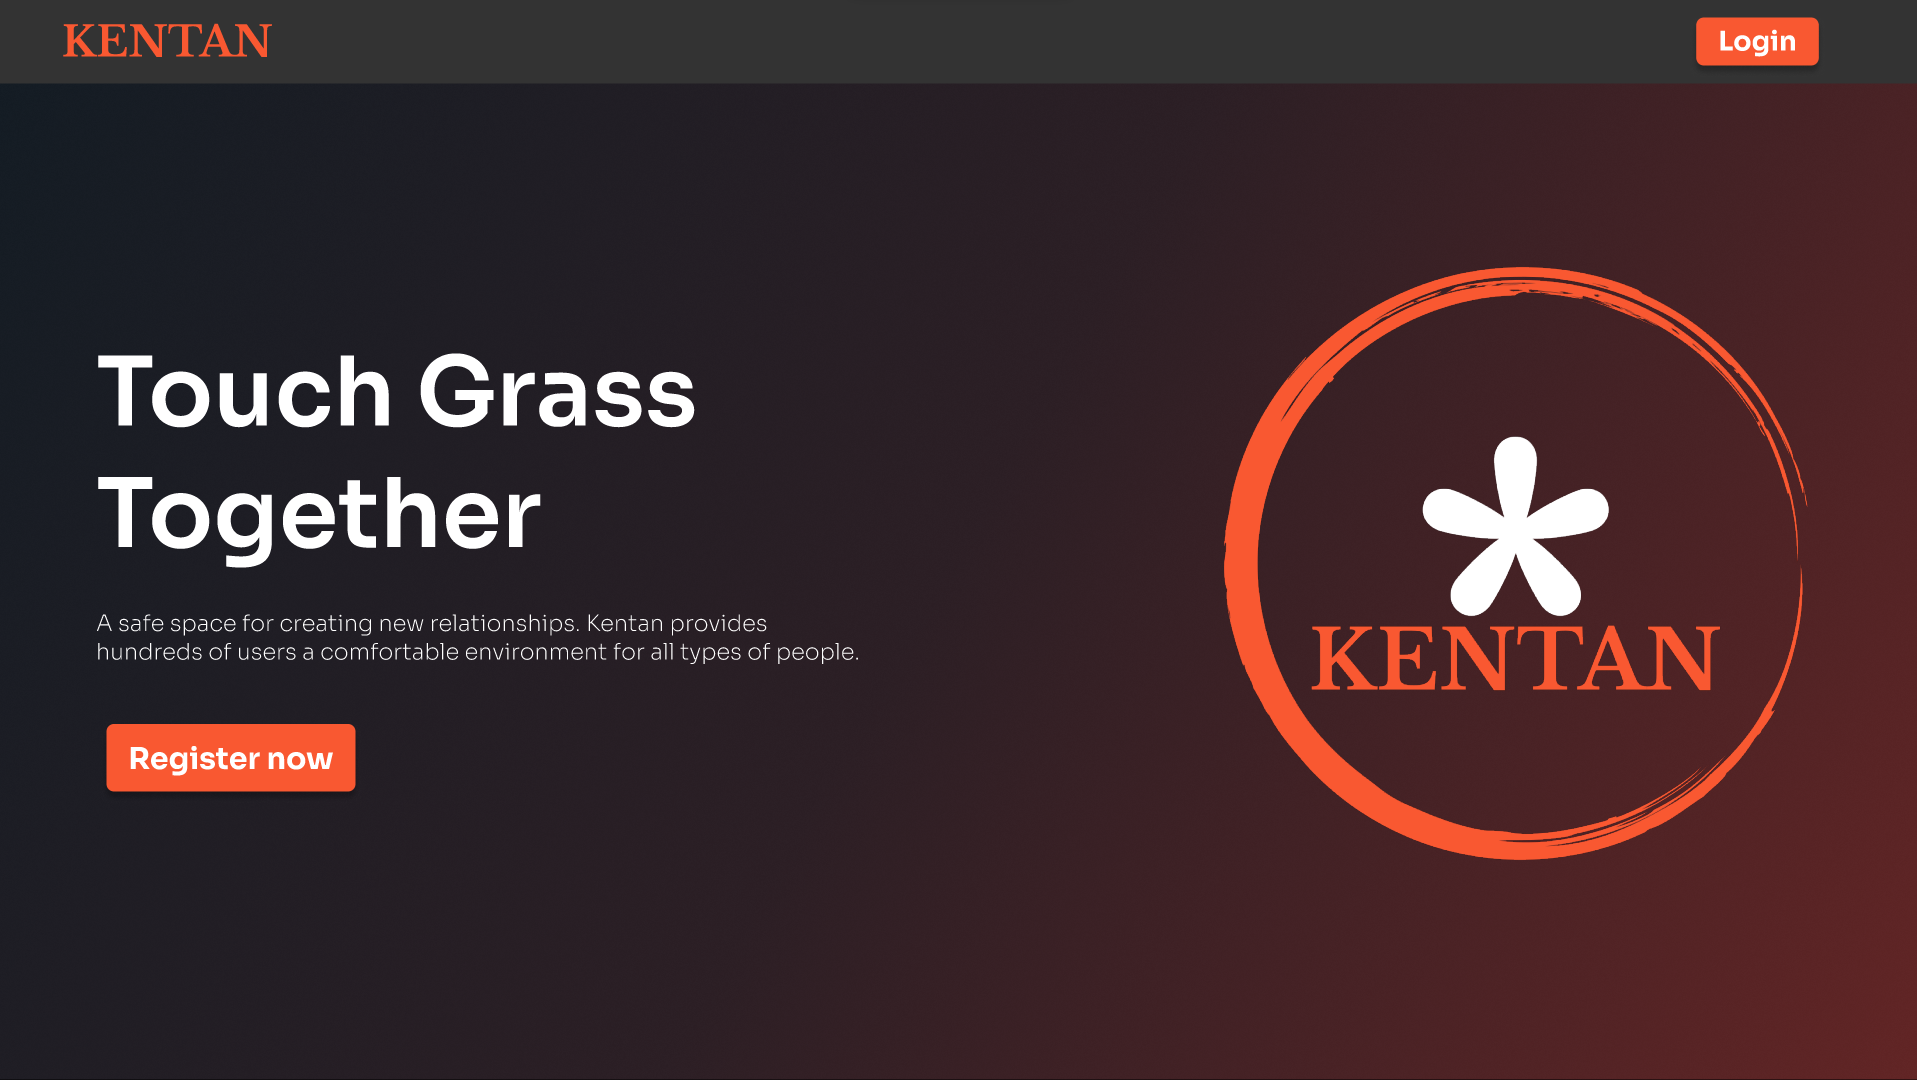 KENTAN
Login
Touch Grass
Together
A safe space for creating new relationships. Kentan provides
hundreds of users a comfortable environment for all types of people.
Register now
KENTAN